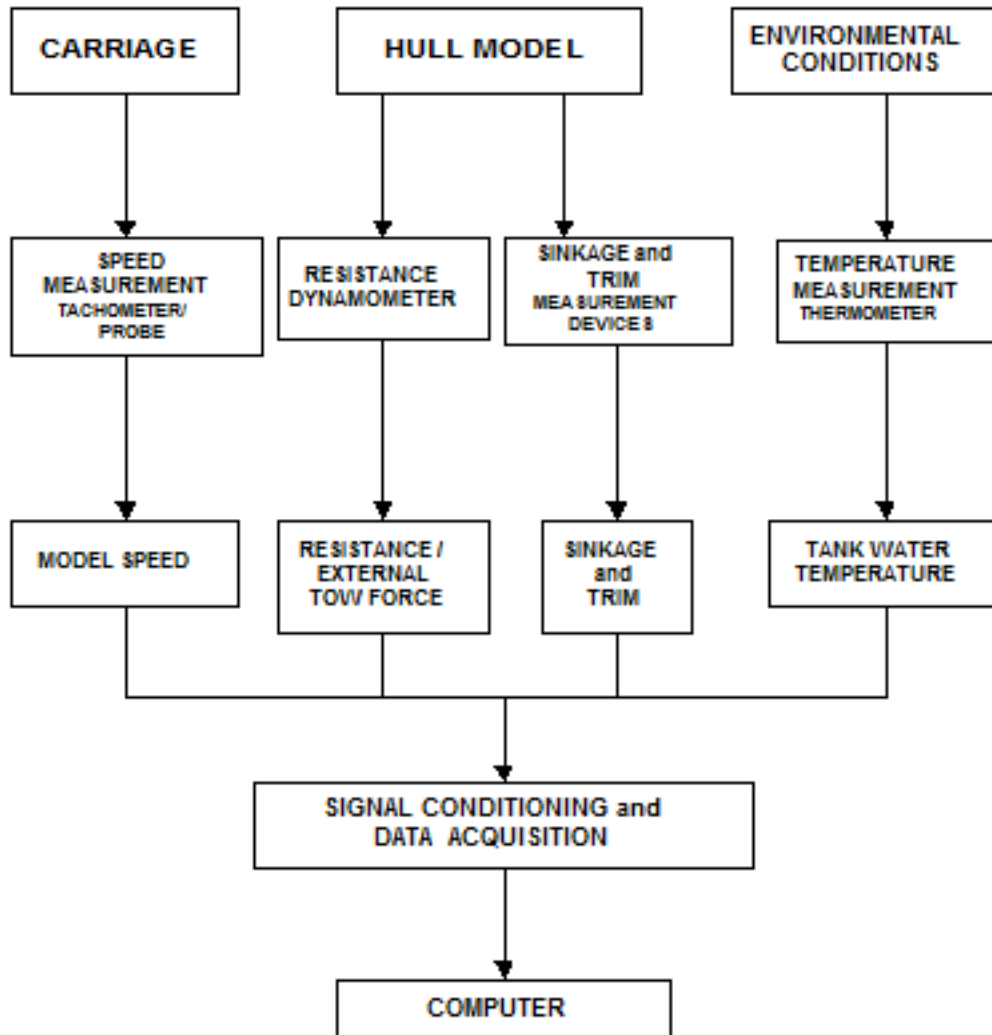 CARRIAGE
HULL MODEL
ENVIRONMENTAL
CONDITIONS
SPEED
MEASUREMENT
TACHOMETER/
PROBE
RESISTANCE
DYNAMOMETER
SINKAGE and
TRIM
MEASUREMENT
DEVICES
TEMPERATURE
MEASUREMENT
THERMOMETER
MODEL SPEED
RESISTANCE /
EXTERNAL
TOW FORCE
SINKAGE
and
TRIM
TANK WATER
TEMPERATURE
SIGNAL CONDITIONING and
DATA ACQUISITION
COMPUTER